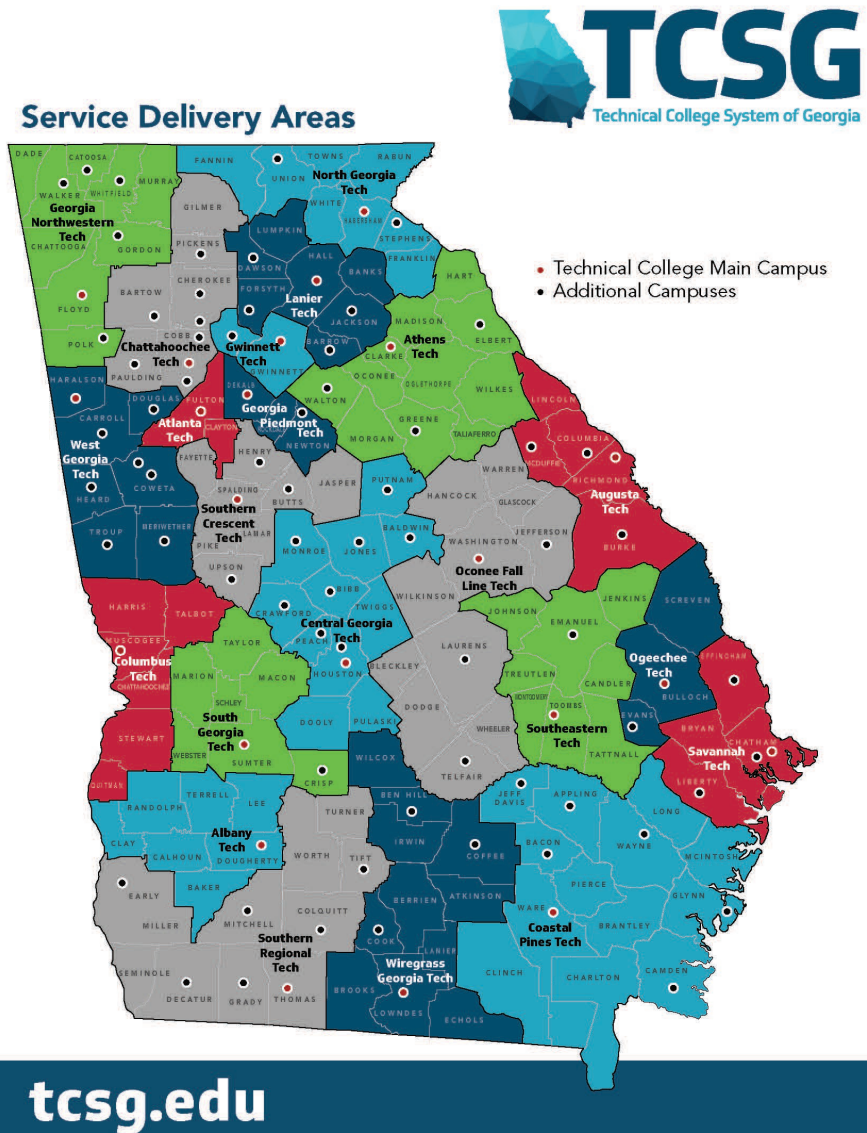 TCSG
Technical College System of Georgia
Service Delivery Areas
Technical College Main Campus
Additional Campuses
DADE
CATOOSA
FANNIN
TOWNS
RABUN
UNION
MURRAY
WALKER
WHITFIELD
North Georgia
Tech
GILMER
WHITE
HABERSHAM
Georgia
Northwestern
Tech
LUMPKIN
STEPHENS
CHATTOOGA
GORDON
PICKENS
HALL
FRANKLIN
DAWSON
BANKS
HART
CHEROKEE
FORSYTH
BARTOW
Lanier
Tech
FLOYD
JACKSON
MADISON
ELBERT
COBB
POLK
Chattahoochee
Tech
Gwinnett
Tech
BARROW
Athens
Tech
CLARKE
GWINNETT
HARALSON
PAULDING
OCONEE
OGLETHORPE
DEKALB
WILKES
DOUGLAS
FULTON
WALTON
LINCOLN
Georgia
Piedmont
Tech
CARROLL
Atlanta
Tech
CLAYTON
GREENE
TALIAFERRO
COLUMBIA
West
Georgia
Tech
NEWTON
MORGAN
HENRY
FAYETTE
WARREN
MCDUFFIE
HEARD
COWETA
JASPER
PUTNAM
RICHMOND
SPALDING
BUTTS
HANCOCK
GLASCOCK
Augusta
Tech
Southern
Crescent
Tech
TROUP
MERIWETHER
LAMAR
PIKE
BALDWIN
JEFFERSON
WASHINGTON
BURKE
MONROE
JONES
UPSON
Oconee Fall
Line Tech
BIBB
WILKINSON
JENKINS
SCREVEN
HARRIS
TALBOT
CRAWFORD
TWIGGS
JOHNSON
EMANUEL
Central Georgia
Tech
PEACH
MUSCOGEE
TAYLOR
LAURENS
Columbus
Tech
CHATTAHOOCHEE
MARION
MACON
HOUSTON
BLECKLEY
TREUTLEN
CANDLER
Ogeechee
Tech
BULLOCH
EFFINGHAM
SCHLEY
DODGE
MONTGOMERY
TOOMBS
EVANS
South
Georgia
Tech
DOOLY
PULASKI
WHEELER
Southeastern
Tech
BRYAN
STEWART
WEBSTER
SUMTER
TATTNALL
CHATHAM
Savannah
Tech
WILCOX
TELFAIR
LIBERTY
QUITMAN
CRISP
TERRELL
LEE
RANDOLPH
BEN HILL
JEFF
DAVIS
APPLING
LONG
TURNER
CLAY
Albany
Tech
IRWIN
WAYNE
CALHOUN
DOUGHERTY
WORTH
TIFT
COFFEE
BACON
MCINTOSH
BAKER
EARLY
PIERCE
BERRIEN
ATKINSON
GLYNN
MILLER
MITCHELL
COLQUITT
WARE
BRANTLEY
Coastal
Pines Tech
COOK
LANIER
Southern
Regional
Tech
Wiregrass
Georgia Tech
SEMINOLE
CLINCH
CHARLTON
CAMDEN
DECATUR
GRADY
THOMAS
BROOKS
LOWNDES
ECHOLS
tcsg.edu